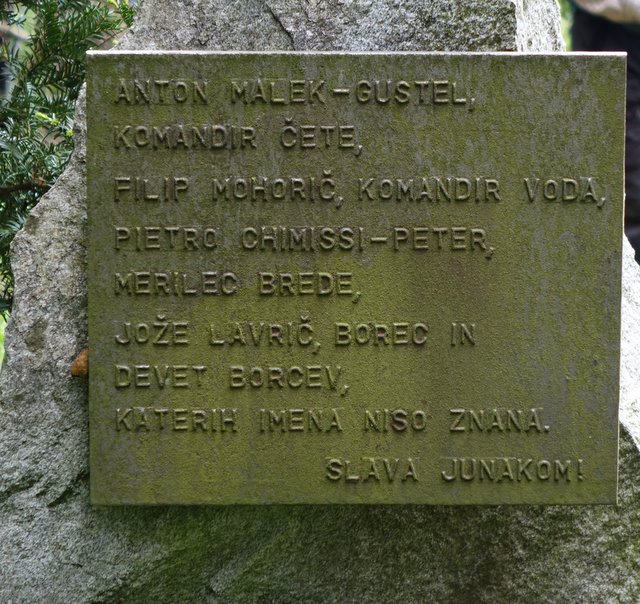 ANTON MALEK-GUSTEL,
KOMANDIR ČETE,
FILIP MOHORIČ, KOMANDIR VODA,
PIETRO CHIMISSI-PETER,
MERILEC BREDE,
JOŽE LAVRIČ, BOREC IN
DEVET BORCEV,
KATERIH IMENA NISO ZNANA.
SLAVA JUNAKOM!